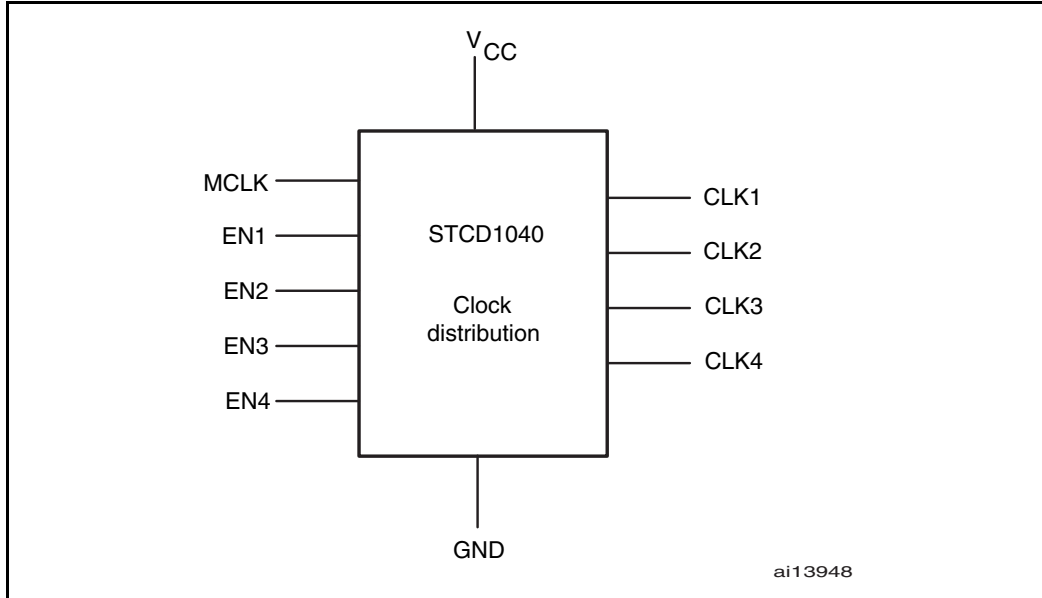 VCC
MCLK
EN1
EN2
EN3
EN4
STCD1040
Clock
distribution
CLK1
CLK2
CLK3
CLK4
GND
ai13948